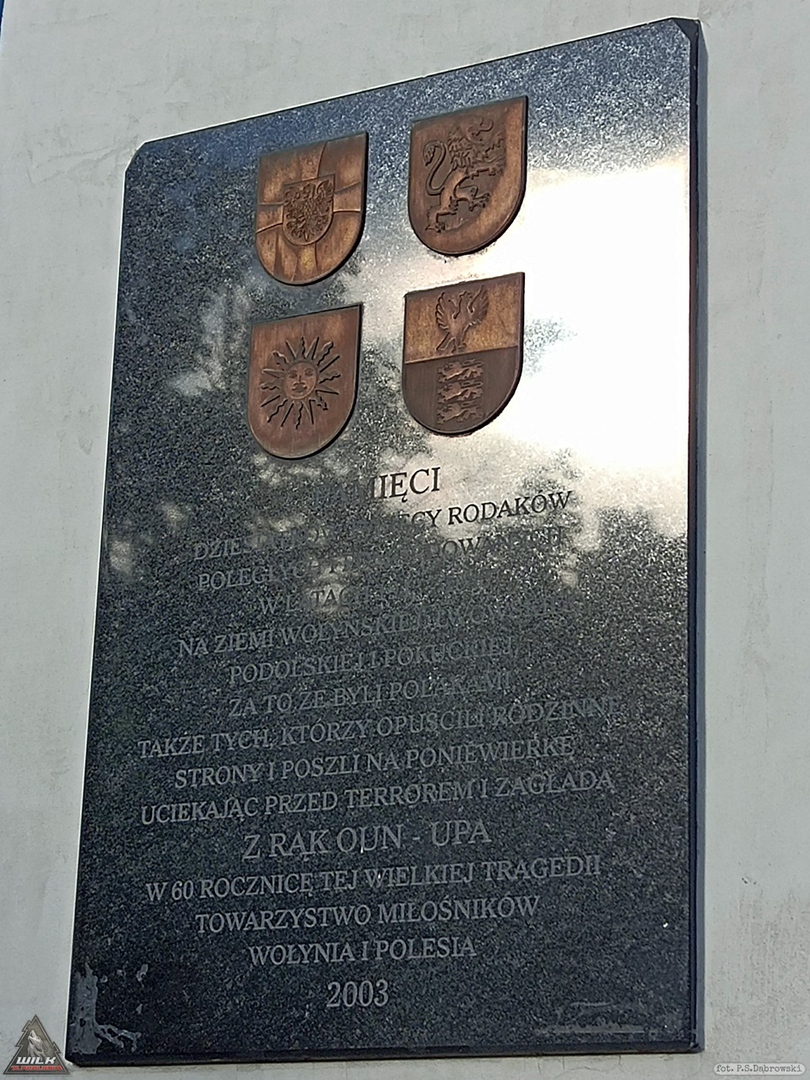 PAMIĘCI
RODAKÓW
POLEGŁYCH I
W LATACH
NA ZIEMI WOŁYŃSKIEJ, LWOWSKIEJ
PODOLSKIEJ I POKUCKIEJ
ZA TO ŻE BYLI POLAKAMI
TAKŻE TYCH, KTÓRZY OPUŚCILI RODZINNE
STRONY I POSZLI NA PONIEWIERKĘ
UCIEKAJĄC PRZED TERROREM I ZAGŁADĄ
Z RĄK OUN - UPA
W 60 ROCZNICĘ TEJ WIELKIEJ TRAGEDII
TOWARZYSTWO MIŁOŚNIKÓW
WOŁYNIA I POLESIA
2003
WILK
fot. P.S.Dąbrowski